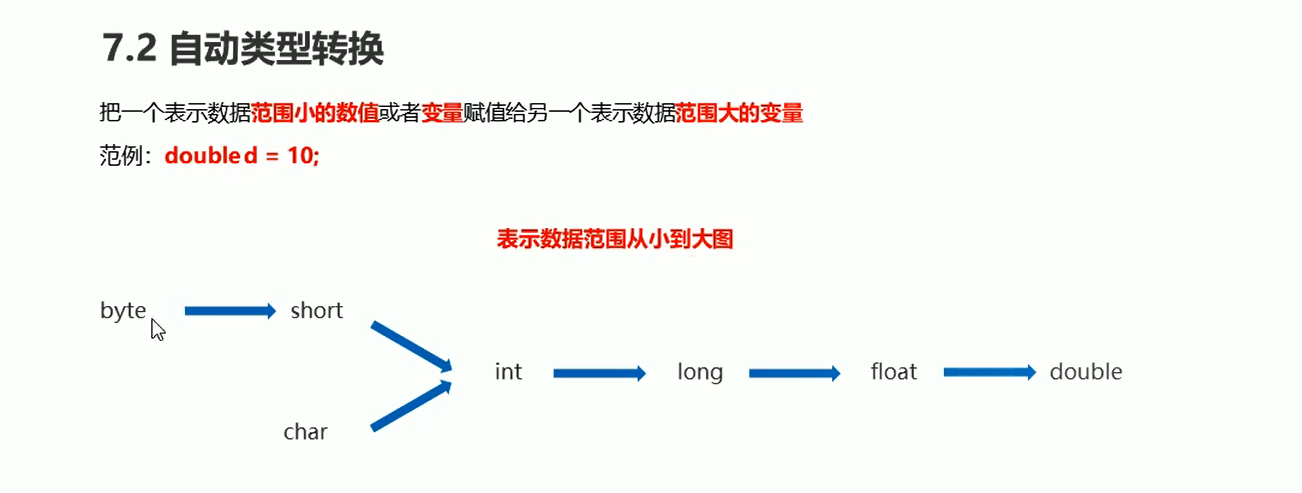 7.2 自动类型转换
把一个表示数据范围小的数值或者变量赋值给另一个表示数据范围大的变量
范例：double d = 10;
表示数据范围从小到大图
byte
short
int
long
float
double
char